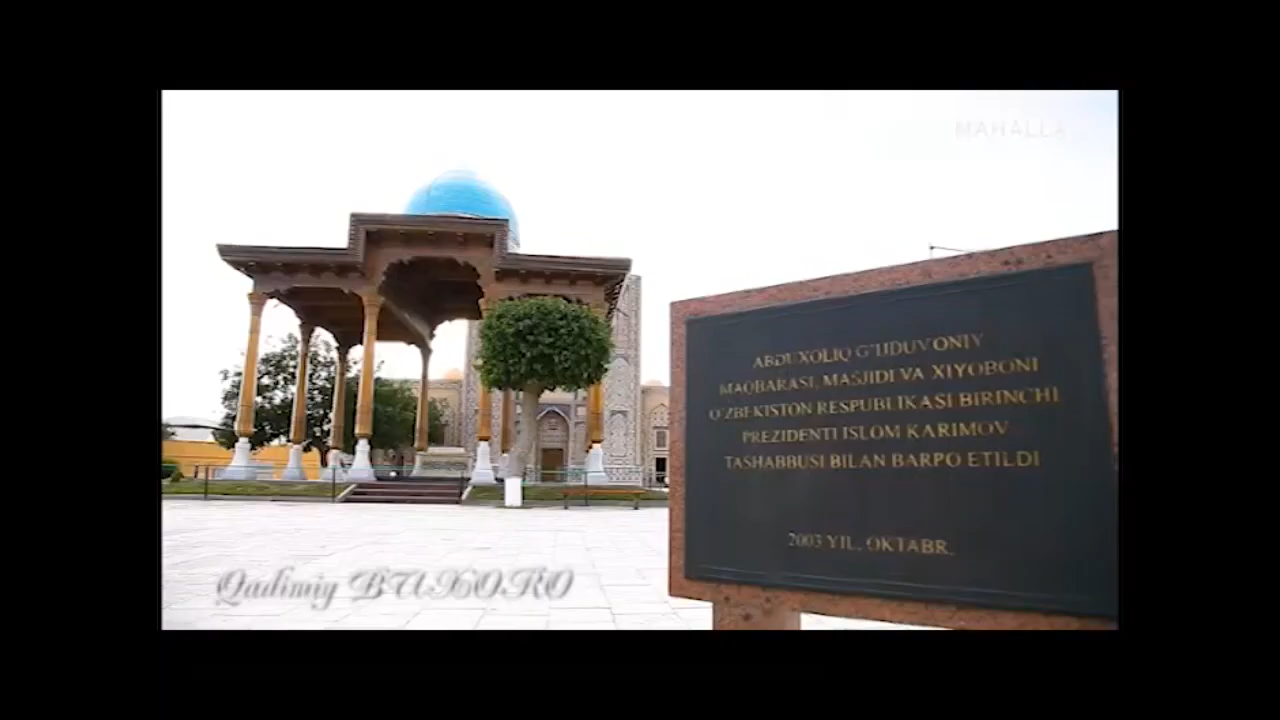 MAHALLA
ABDUXOLIQ G'IJDUVONIY
MAQBARASI, MASJIDI VA XIYOBONI
O'ZBEKISTON RESPUBLIKASI BIRINCHI
PREZIDENTI ISLOM KARIMOV
TASHABBUSI BILAN BARPO ETILDI
2003 YIL, OKTABR.
Qadimiy BUXORO